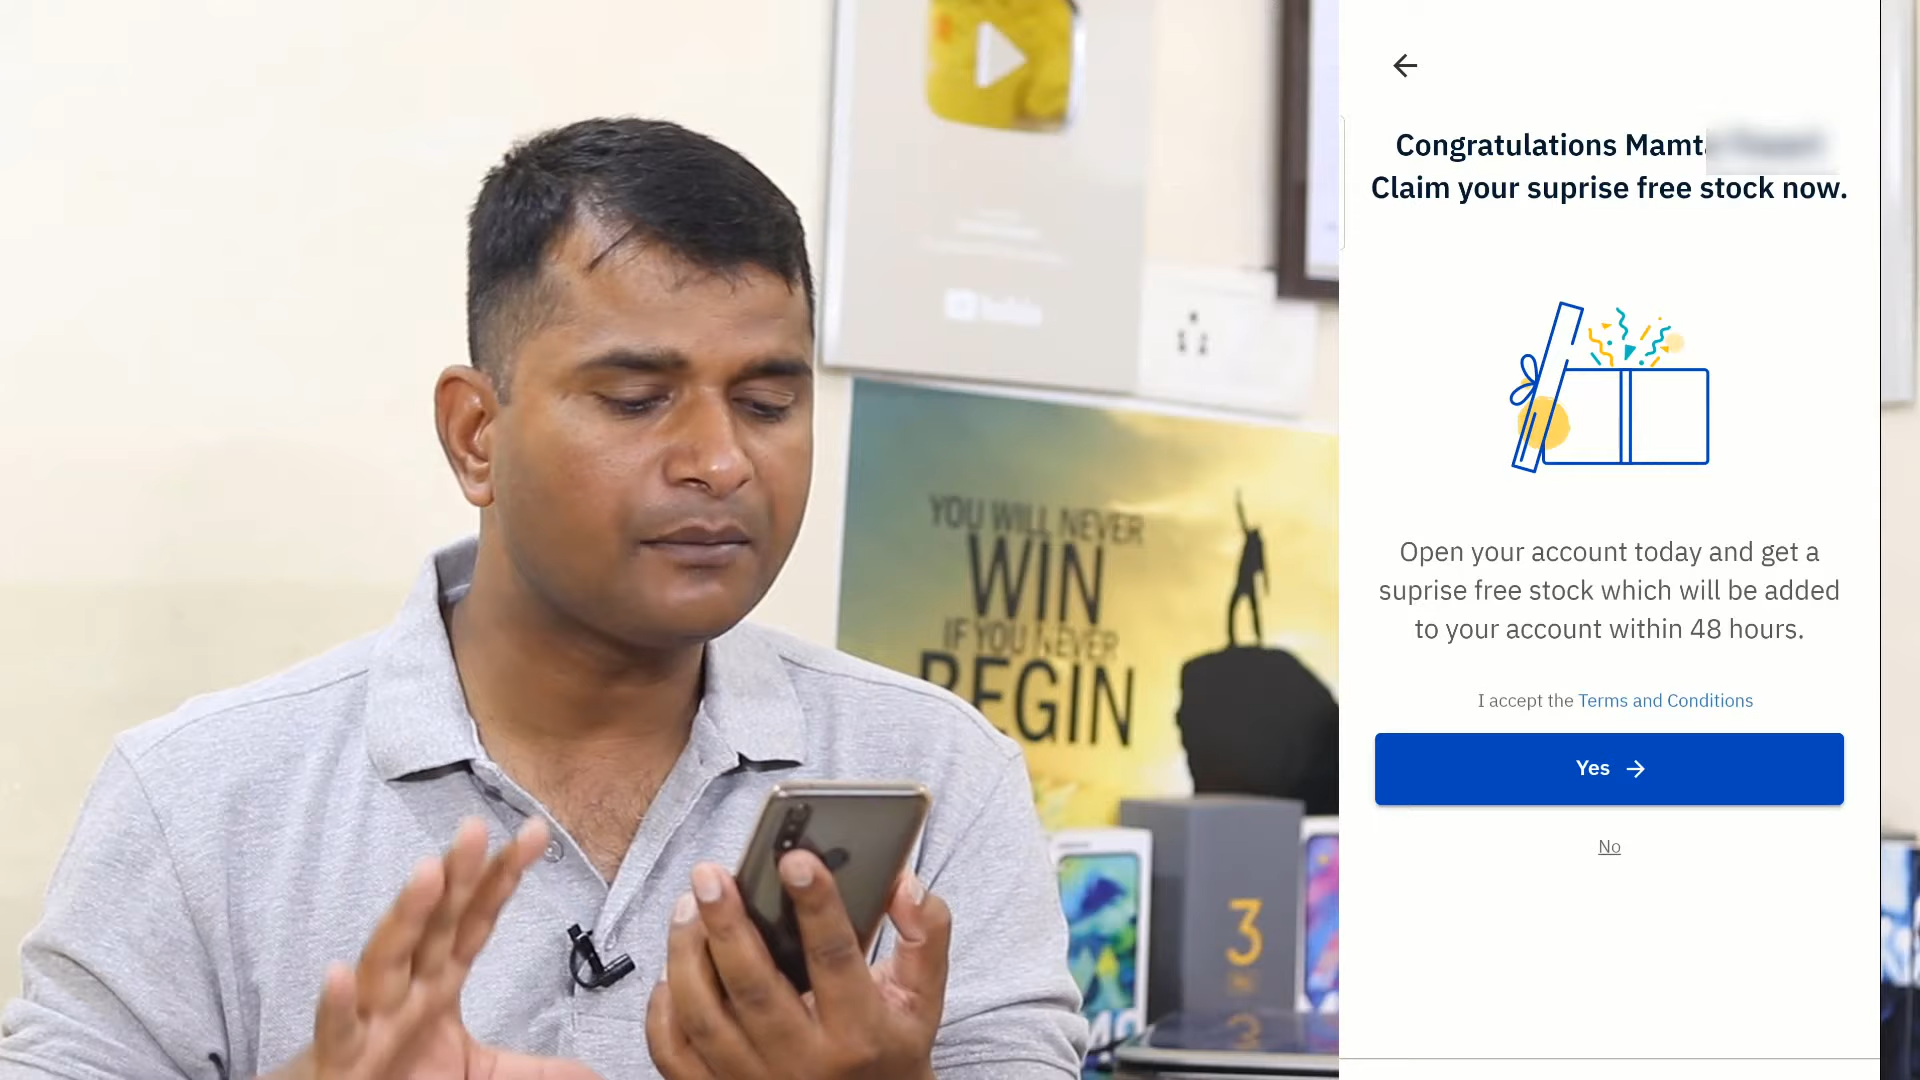 Congratulations Mamta
Claim your suprise free stock now.
Open your account today and get a
suprise free stock which will be added
to your account within 48 hours.
I accept the Terms and Conditions
Yes
No
YOU WILL NEVER
WIN
IF YOU NEVER
BEGIN
3